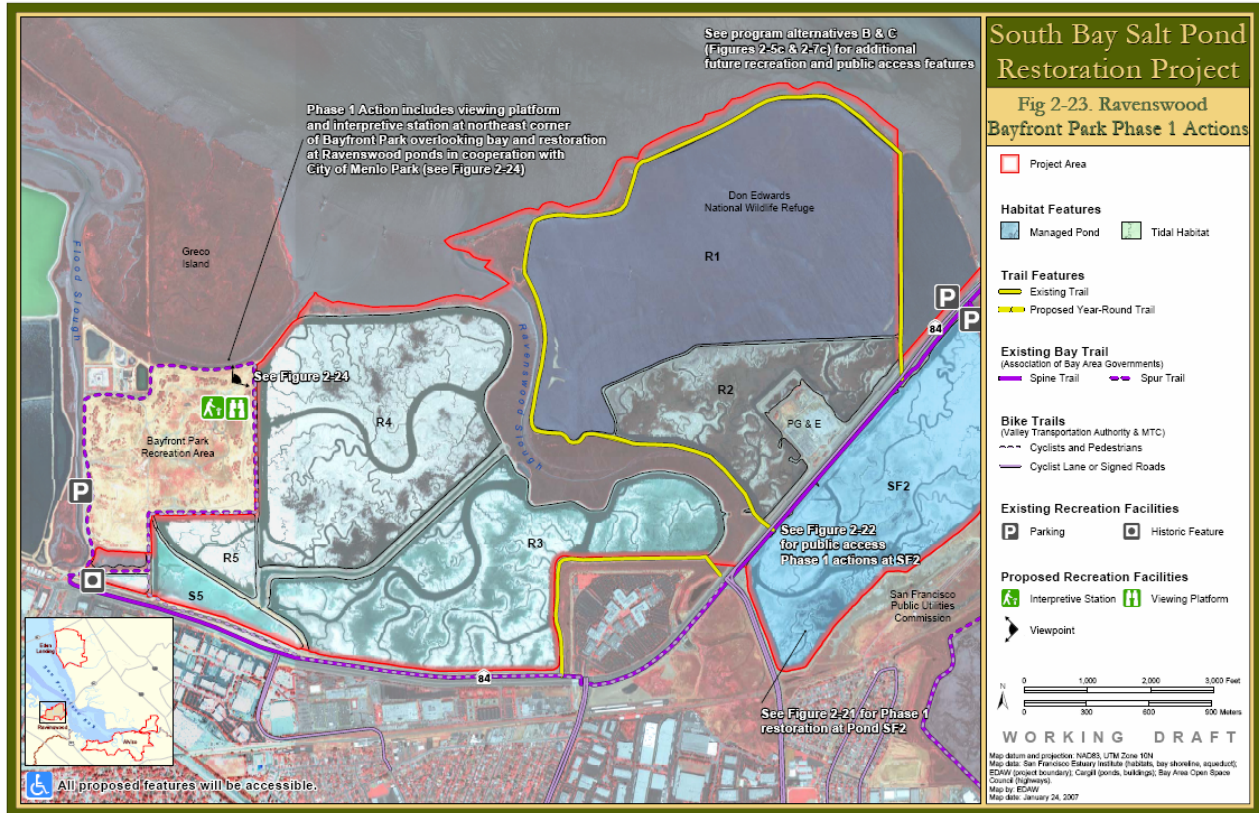 See program alternatives B & C
(Figures 2-5c & 2-7c) for additional
future recreation and public access features
Phase 1 Action includes viewing platform
and interpretive station at northeast corner
of Bayfront Park overlooking bay and restoration
at Ravenswood ponds in cooperation with
City of Menlo Park (see Figure 2-24)
Don Edwards
National Wildlife Refuge
Greco
Island
Flood Slough
R1
Ravenswood Slough
P
P
84
See Figure 2-24
R2
R4
PG & E
Bayfront Park
Recreation Area
SF2
P
R3
See Figure 2-22
for public access
Phase 1 actions at SF2
R5
S5
San Francisco
Public Utilities
Commission
84
See Figure 2-21 for Phase 1
restoration at Pond SF2
Eden
Landing
San Francisco Bay
Ravenswood
Alviso
All proposed features will be accessible.
South Bay Salt Pond
Restoration Project
Fig 2-23. Ravenswood
Bayfront Park Phase 1 Actions
Project Area
Habitat Features
Managed Pond
Tidal Habitat
Trail Features
Existing Trail
Proposed Year-Round Trail
Existing Bay Trail
(Association of Bay Area Governments)
Spine Trail
Spur Trail
Bike Trails
(Valley Transportation Authority & MTC)
Cyclists and Pedestrians
Cyclist Lane or Signed Roads
Existing Recreation Facilities
P Parking
Historic Feature
Proposed Recreation Facilities
Interpretive Station
Viewing Platform
Viewpoint
N
0 1,000 2,000 3,000 Feet
0 300 600 900 Meters
WORKING DRAFT
Map datum and projection: NAD83, UTM Zone 10N
Map data: San Francisco Estuary Institute (habitats, bay shoreline, aqueduct);
EDAW (project boundary); Cargill (ponds, buildings); Bay Area Open Space
Council (highways).
Map by: EDAW
Map date: January 24, 2007